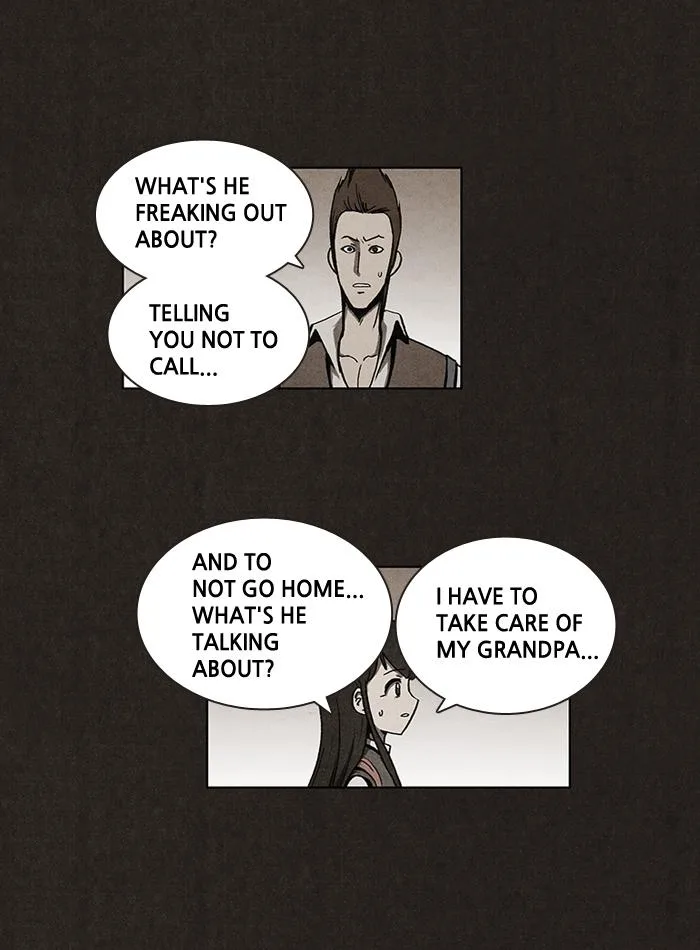 WHAT'S HE
FREAKING OUT
ABOUT?
TELLING
YOU NOT TO
CALL...
AND TO
NOT GO HOME...
WHAT'S HE
TALKING
ABOUT?
I HAVE TO
TAKE CARE OF
MY GRANDPA...